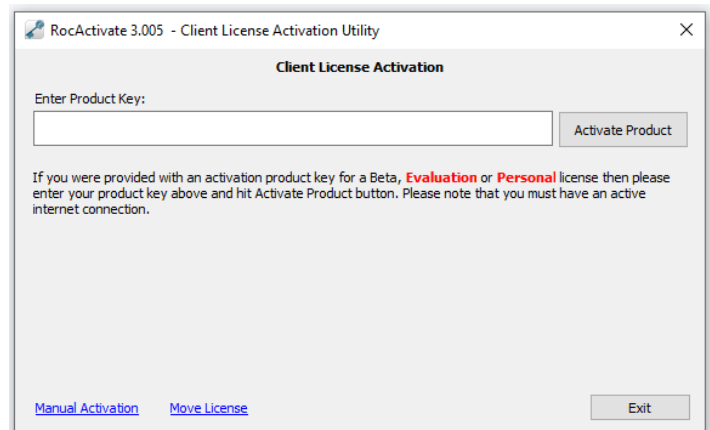 RocActivate 3.005 - Client License Activation Utility
Client License Activation
Enter Product Key:
Activate Product
If you were provided with an activation product key for a Beta, Evaluation or Personal license then please
enter your product key above and hit Activate Product button. Please note that you must have an active
internet connection.
Manual Activation Move License Exit